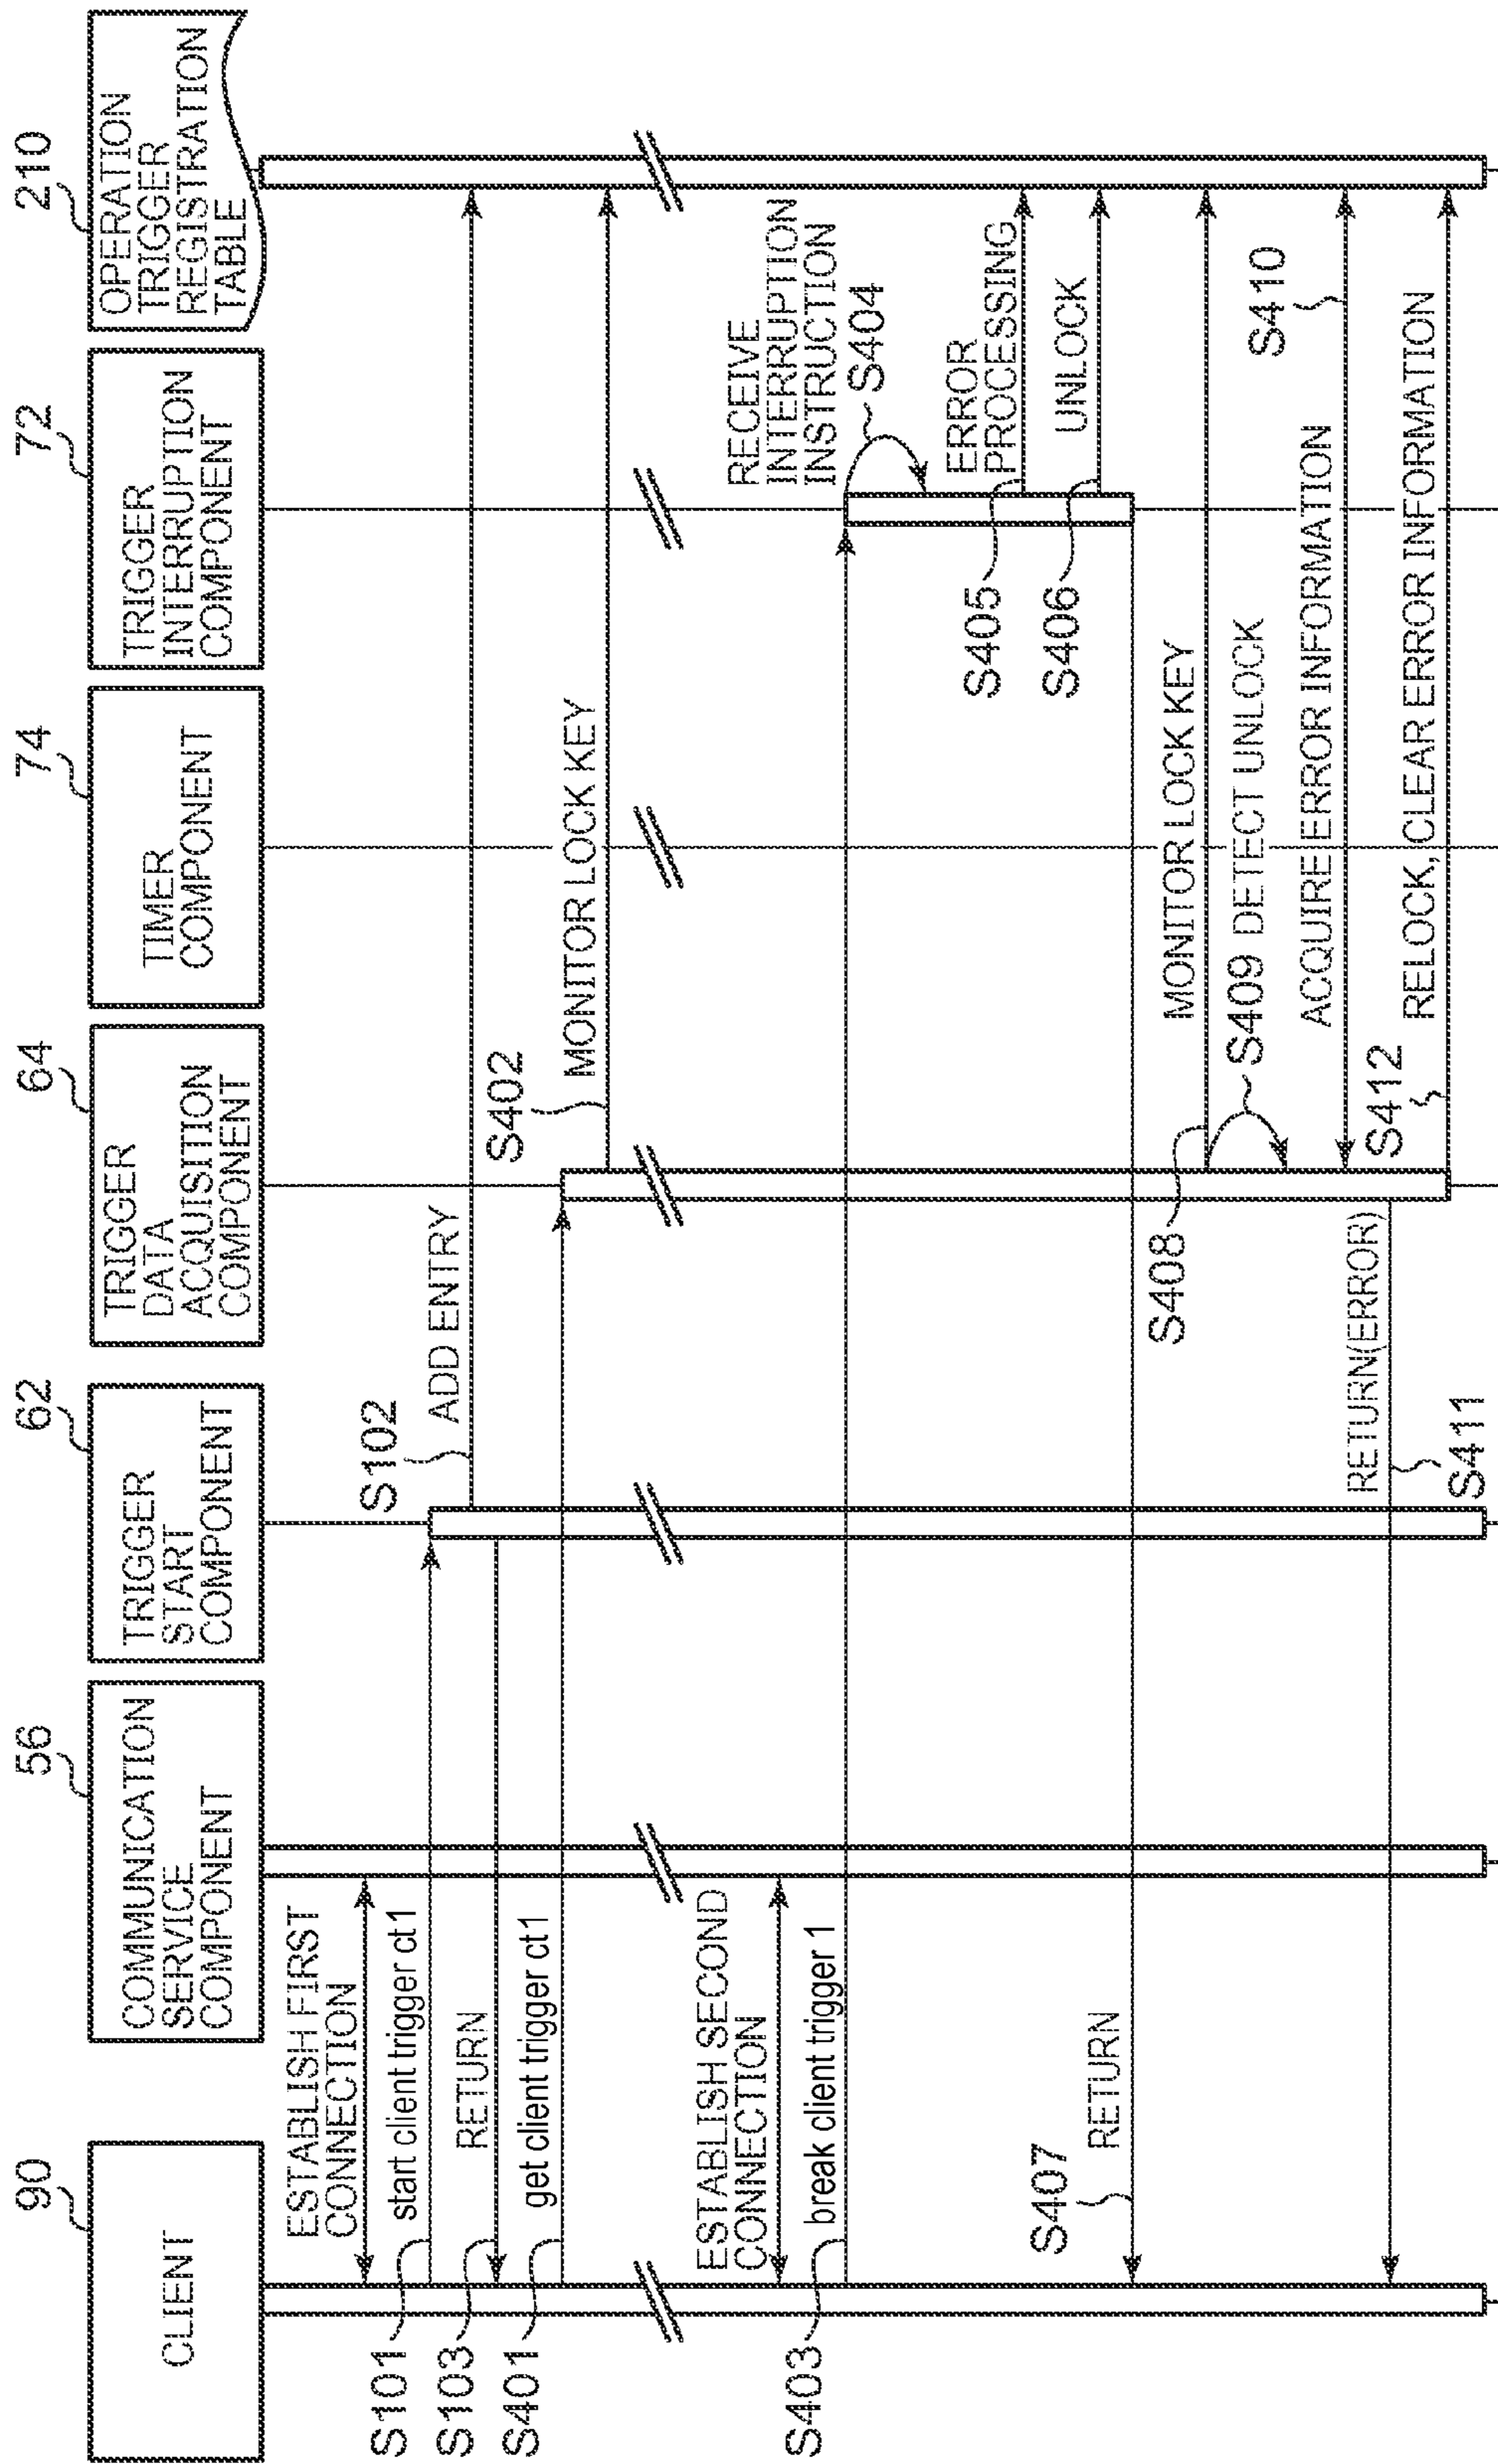 90
CLIENT
56
COMMUNICATION
SERVICE
COMPONENT
62
TRIGGER
START
COMPONENT
64
TRIGGER
DATA
ACQUISITION
COMPONENT
74
TIMER
COMPONENT
72
TRIGGER
INTERRUPTION
COMPONENT
210
OPERATION
TRIGGER
REGISTRATION
TABLE
ESTABLISH FIRST
CONNECTION
S101
start client trigger ct1
S102
ADD ENTRY
S103
RETURN
S401
get client trigger ct1
S402
MONITOR LOCK KEY
ESTABLISH SECOND
CONNECTION
S403
break client trigger 1
RECEIVE
INTERRUPTION
INSTRUCTION
S404
S405
ERROR
PROCESSING
S406
UNLOCK
S407
RETURN
S408
MONITOR LOCK KEY
S409 DETECT UNLOCK
ACQUIRE ERROR INFORMATION
S410
RETURN(ERROR)
S411
S412
RELOCK, CLEAR ERROR INFORMATION